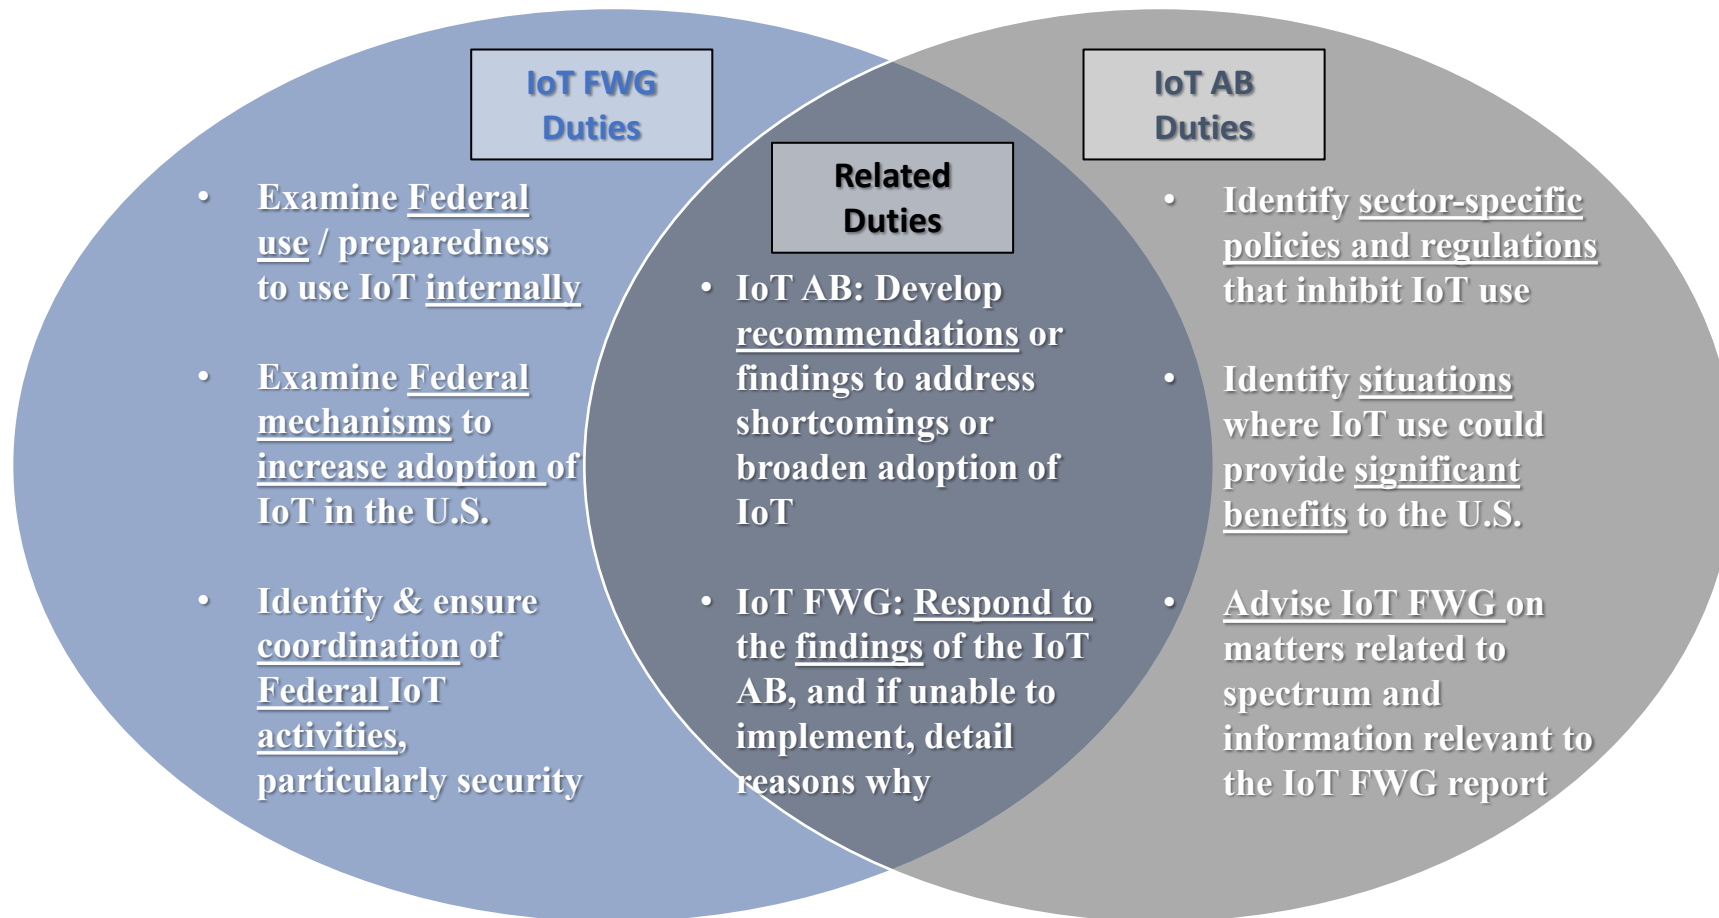 IoT FWG
Duties
• Examine Federal
use / preparedness
to use IoT internally
• Examine Federal
mechanisms to
increase adoption of
IoT in the U.S.
• Identify & ensure
coordination of
Federal IoT
activities,
particularly security
Related
Duties
• IoT AB: Develop
recommendations or
findings to address
shortcomings or
broaden adoption of
IoT
• IoT FWG: Respond to
the findings of the IoT
AB, and if unable to
implement, detail
reasons why
IoT AB
Duties
• Identify sector-specific
policies and regulations
that inhibit IoT use
• Identify situations
where IoT use could
provide significant
benefits to the U.S.
• Advise IoT FWG on
matters related to
spectrum and
information relevant to
the IoT FWG report